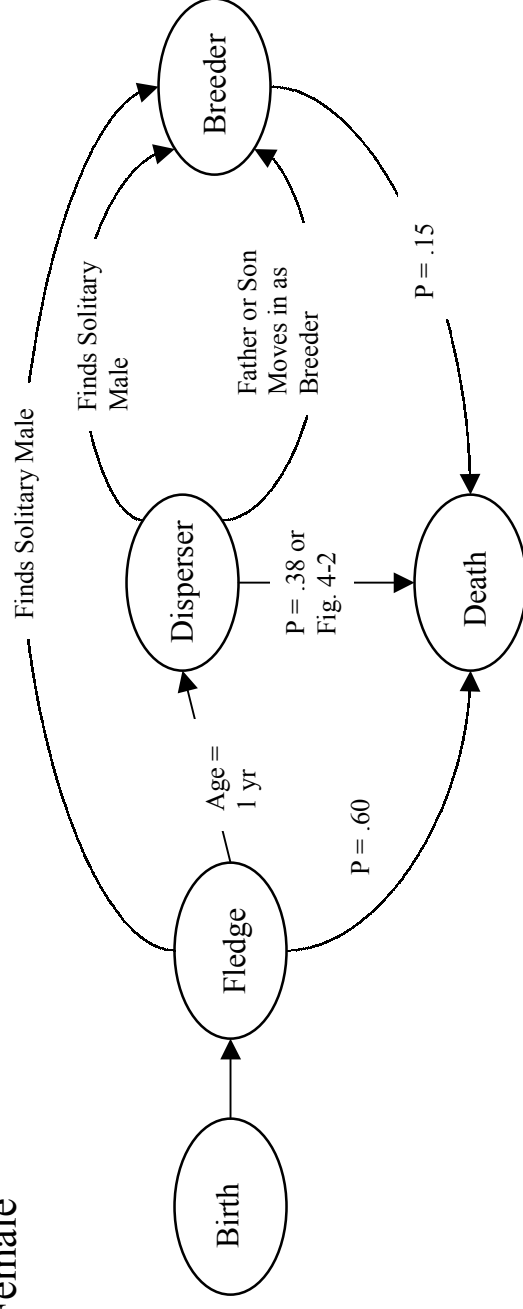 Female
Finds Solitary Male
Finds Solitary
Male
Birth
Fledge
Age =
1 yr
Disperser
Breeder
Father or Son
Moves in as
Breeder
P = .60
P = .38 or
Fig. 4-2
P = .15
Death